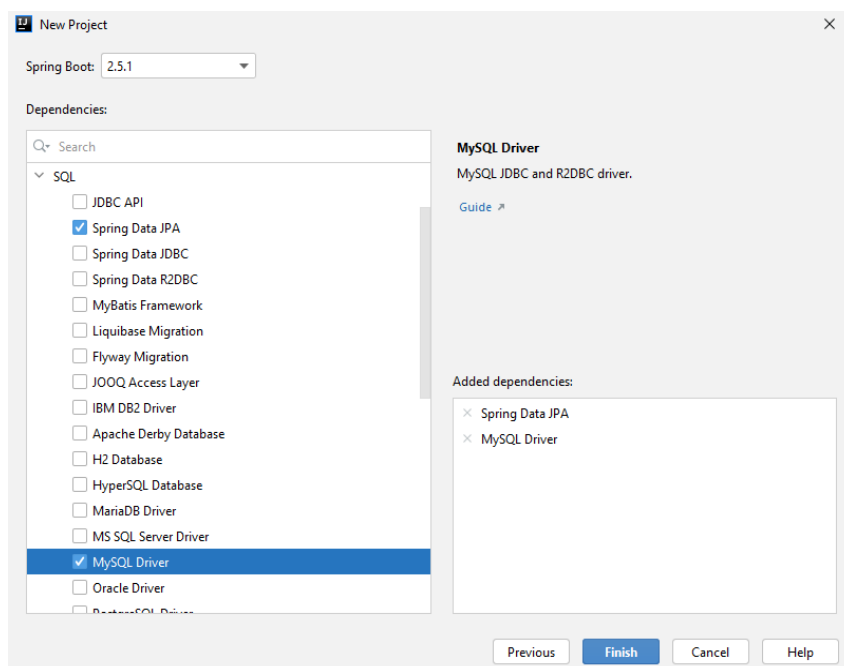 New Project
Spring Boot: 2.5.1
Dependencies:
Search
SQL
JDBC API
Spring Data JPA
Spring Data JDBC
Spring Data R2DBC
MyBatis Framework
Liquibase Migration
Flyway Migration
JOOQ Access Layer
IBM DB2 Driver
Apache Derby Database
H2 Database
HyperSQL Database
MariaDB Driver
MS SQL Server Driver
MySQL Driver
Oracle Driver
PostgreSQL Driver
MySQL Driver
MySQL JDBC and R2DBC driver.
Guide
Added dependencies:
Spring Data JPA
MySQL Driver
Previous
Finish
Cancel
Help